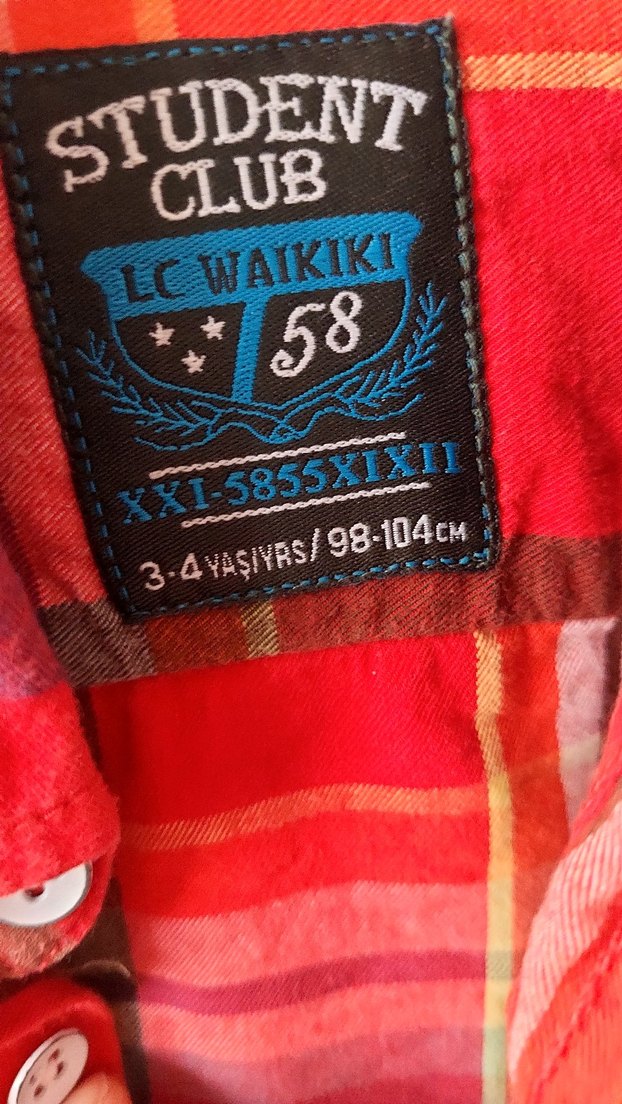 STUDENT
CLUB
LC WAIKIKI
58
XXI-5855XIXII
3-4 YAŞ/YRS/ 98-104CM